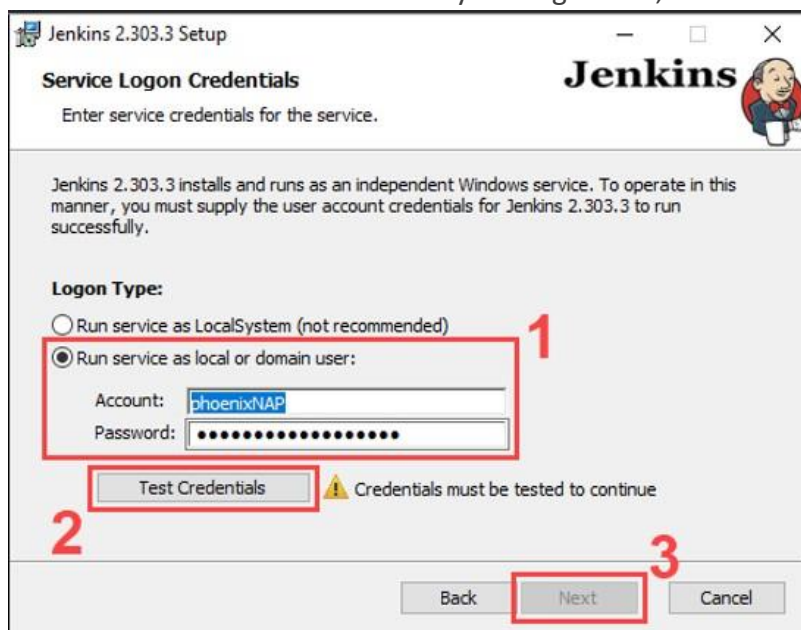 Jenkins 2.303.3 Setup
Service Logon Credentials
Jenkins
Enter service credentials for the service.
Jenkins 2.303.3 installs and runs as an independent Windows service. To operate in this
manner, you must supply the user account credentials for Jenkins 2.303.3 to run
successfully.
Logon Type:
Run service as LocalSystem (not recommended)
1
Run service as local or domain user:
Account: phoenixNAP
Password: ••••••••••••••••••
Test Credentials Credentials must be tested to continue
2
3
Back Next Cancel